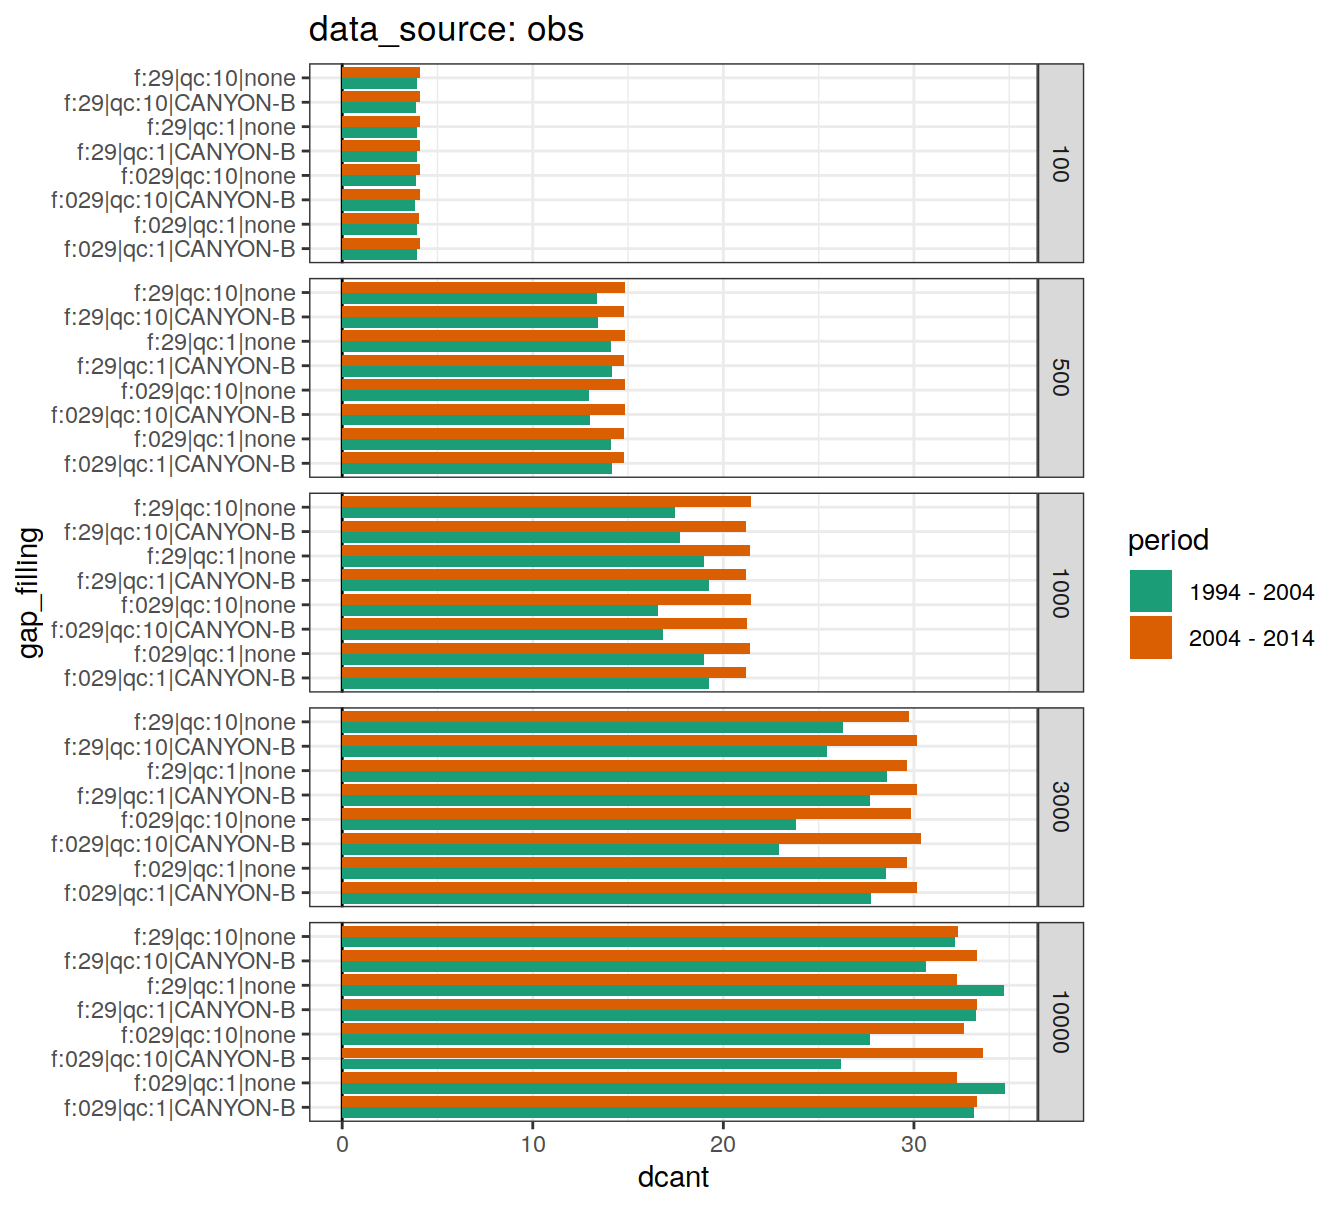 data_source: obs
f:29|qc:10|none
f:29|qc:10|CANYON-B
f:29|qc:1|none
f:29|qc:1|CANYON-B
f:029|qc:10|none
f:029|qc:10|CANYON-B
f:029|qc:1|none
f:029|qc:1|CANYON-B
100
f:29|qc:10|none
f:29|qc:10|CANYON-B
f:29|qc:1|none
f:29|qc:1|CANYON-B
f:029|qc:10|none
f:029|qc:10|CANYON-B
f:029|qc:1|none
f:029|qc:1|CANYON-B
500
f:29|qc:10|none
f:29|qc:10|CANYON-B
f:29|qc:1|none
f:29|qc:1|CANYON-B
f:029|qc:10|none
f:029|qc:10|CANYON-B
f:029|qc:1|none
f:029|qc:1|CANYON-B
1000
f:29|qc:10|none
f:29|qc:10|CANYON-B
f:29|qc:1|none
f:29|qc:1|CANYON-B
f:029|qc:10|none
f:029|qc:10|CANYON-B
f:029|qc:1|none
f:029|qc:1|CANYON-B
3000
f:29|qc:10|none
f:29|qc:10|CANYON-B
f:29|qc:1|none
f:29|qc:1|CANYON-B
f:029|qc:10|none
f:029|qc:10|CANYON-B
f:029|qc:1|none
f:029|qc:1|CANYON-B
10000
0 10 20 30
dcant
gap_filling
period
1994 - 2004
2004 - 2014